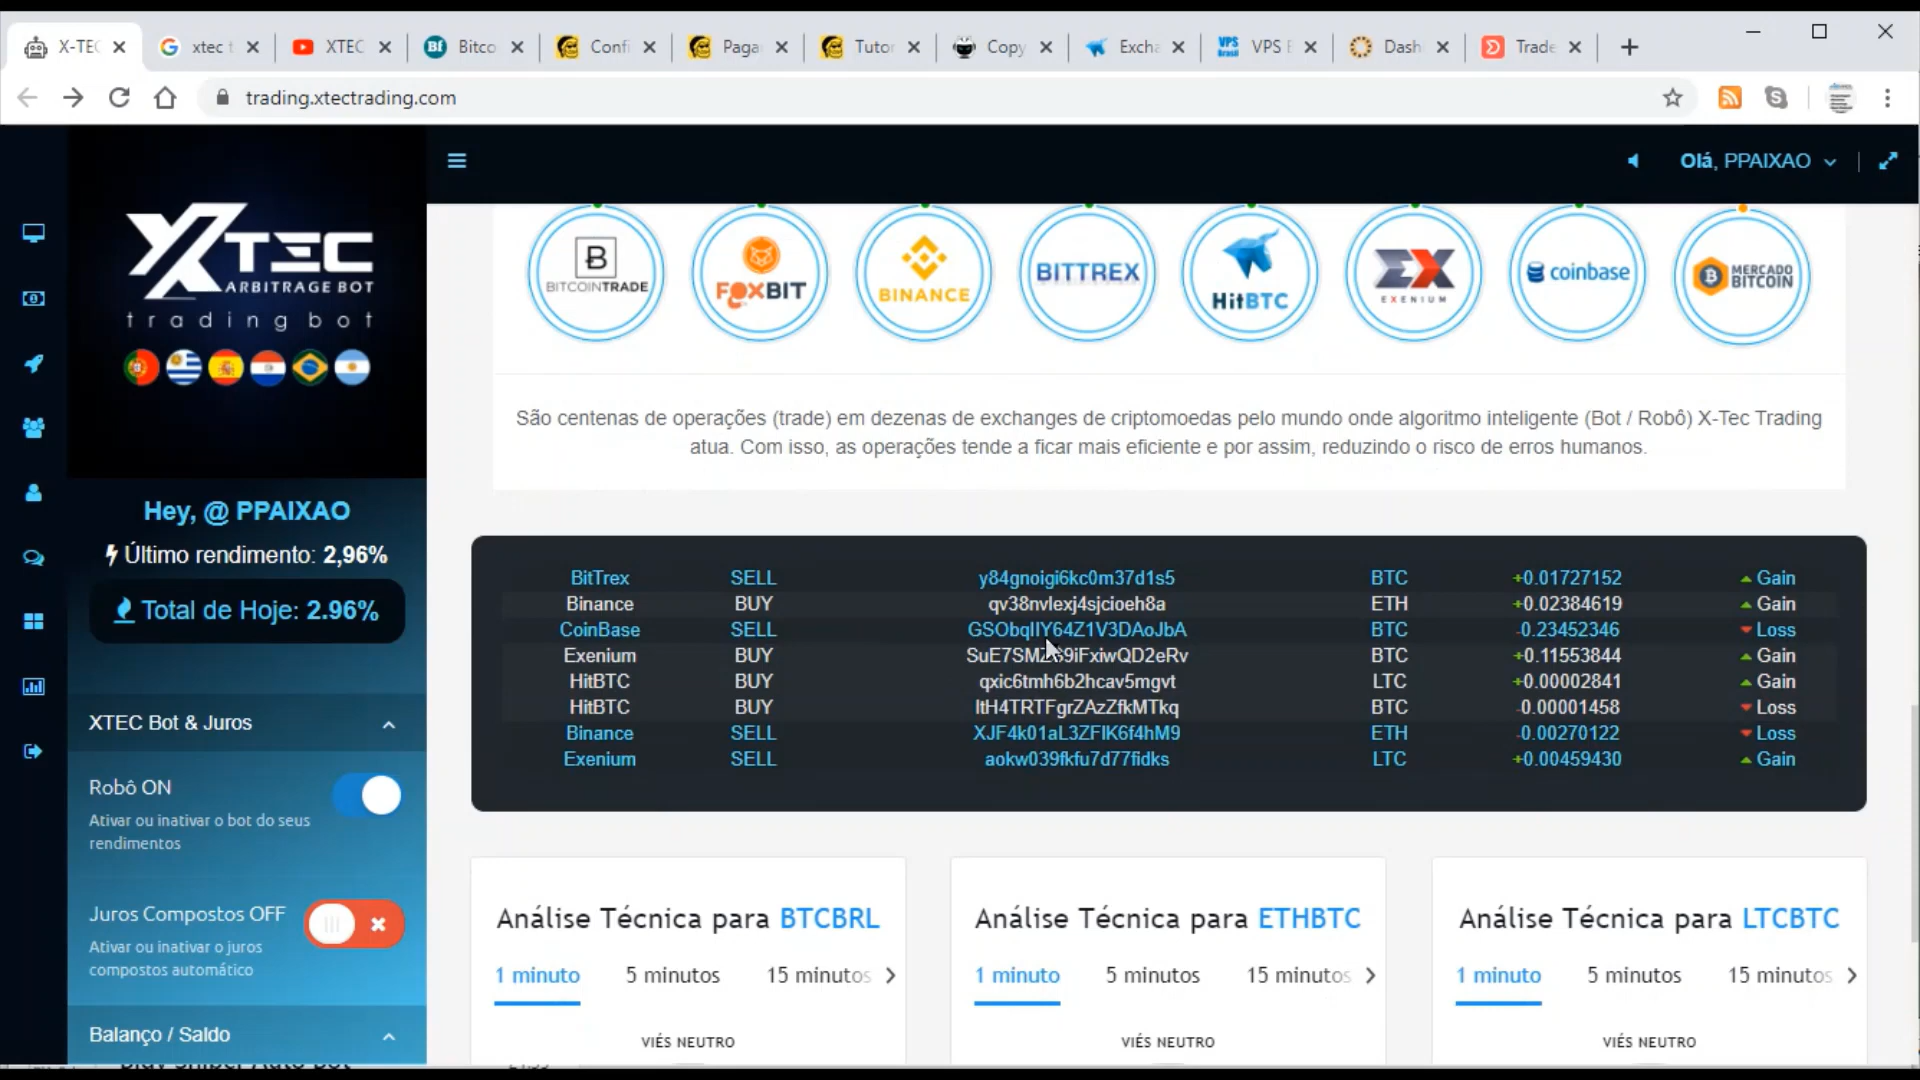 X-TEC
xtec t
XTEC
Bf Bitco
Confi
Paga
Tutor
Copy
Excha
VPS Brasil VPS B
Dash
Trade
trading.xtectrading.com
Olá, PPAIXAO
XTEC
ARBITRAGE BOT
trading bot
BITCOINTRADE
FOXBIT
BINANCE
BITTREX
HitBTC
EX
EXENIUM
coinbase
MERCADO
BITCOIN
São centenas de operações (trade) em dezenas de exchanges de criptomoedas pelo mundo onde algoritmo inteligente (Bot / Robô) X-Tec Trading
atua. Com isso, as operações tende a ficar mais eficiente e por assim, reduzindo o risco de erros humanos.
Hey, @ PPAIXAO
Último rendimento: 2,96%
Total de Hoje: 2.96%
XTEC Bot & Juros
Robô ON
Ativar ou inativar o bot do seus
rendimentos
Juros Compostos OFF
Ativar ou inativar o juros
compostos automático
Balanço / Saldo
BitTrex SELL y84gnoigi6kc0m37d1s5 BTC +0.01727152 Gain
Binance BUY qv38nvlexj4sjcioeh8a ETH +0.02384619 Gain
CoinBase SELL GSObqIIY64Z1V3DAoJbA BTC -0.23452346 Loss
Exenium BUY BTC +0.11553844 Gain
HitBTC BUY qxic6tmh6b2hcav5mgvt LTC +0.00002841 Gain
HitBTC BUY ItH4TRTFgrZAzZfkMTkq BTC -0.00001458 Loss
Binance SELL XJF4k01aL3ZFIK6f4hM9 ETH -0.00270122 Loss
Exenium SELL aokw039fkfu7d77fidks LTC +0.00459430 Gain
Análise Técnica para BTCBRL
1 minuto 5 minutos 15 minutos
VIÉS NEUTRO
Análise Técnica para ETHBTC
1 minuto 5 minutos 15 minutos
VIÉS NEUTRO
Análise Técnica para LTCBTC
1 minuto 5 minutos 15 minutos
VIÉS NEUTRO